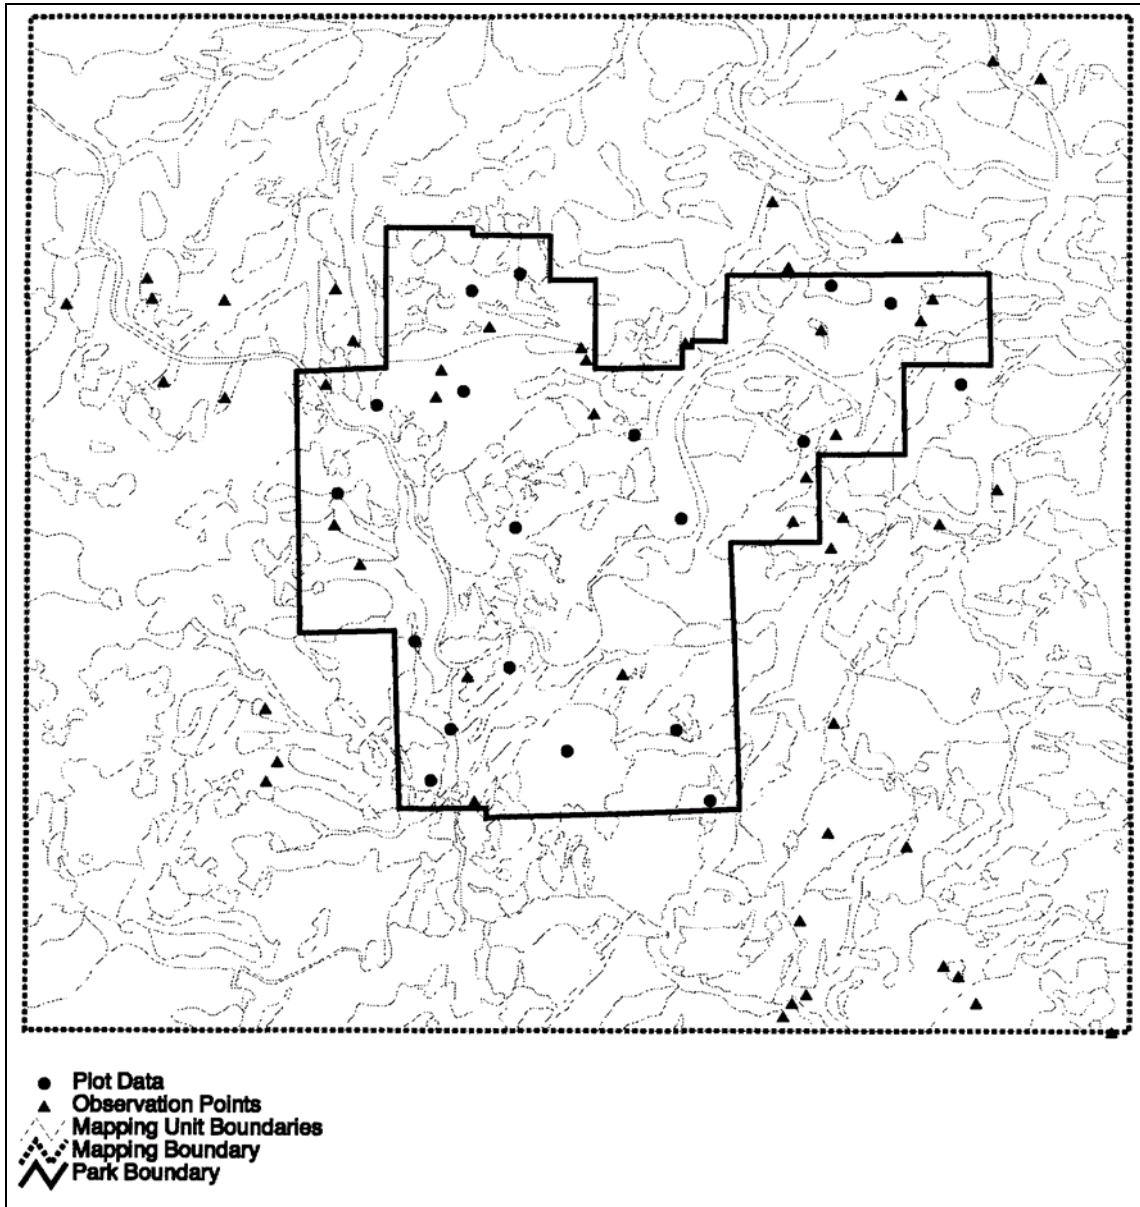 Plot Data
Observation Points
Mapping Unit Boundaries
Mapping Boundary
Park Boundary